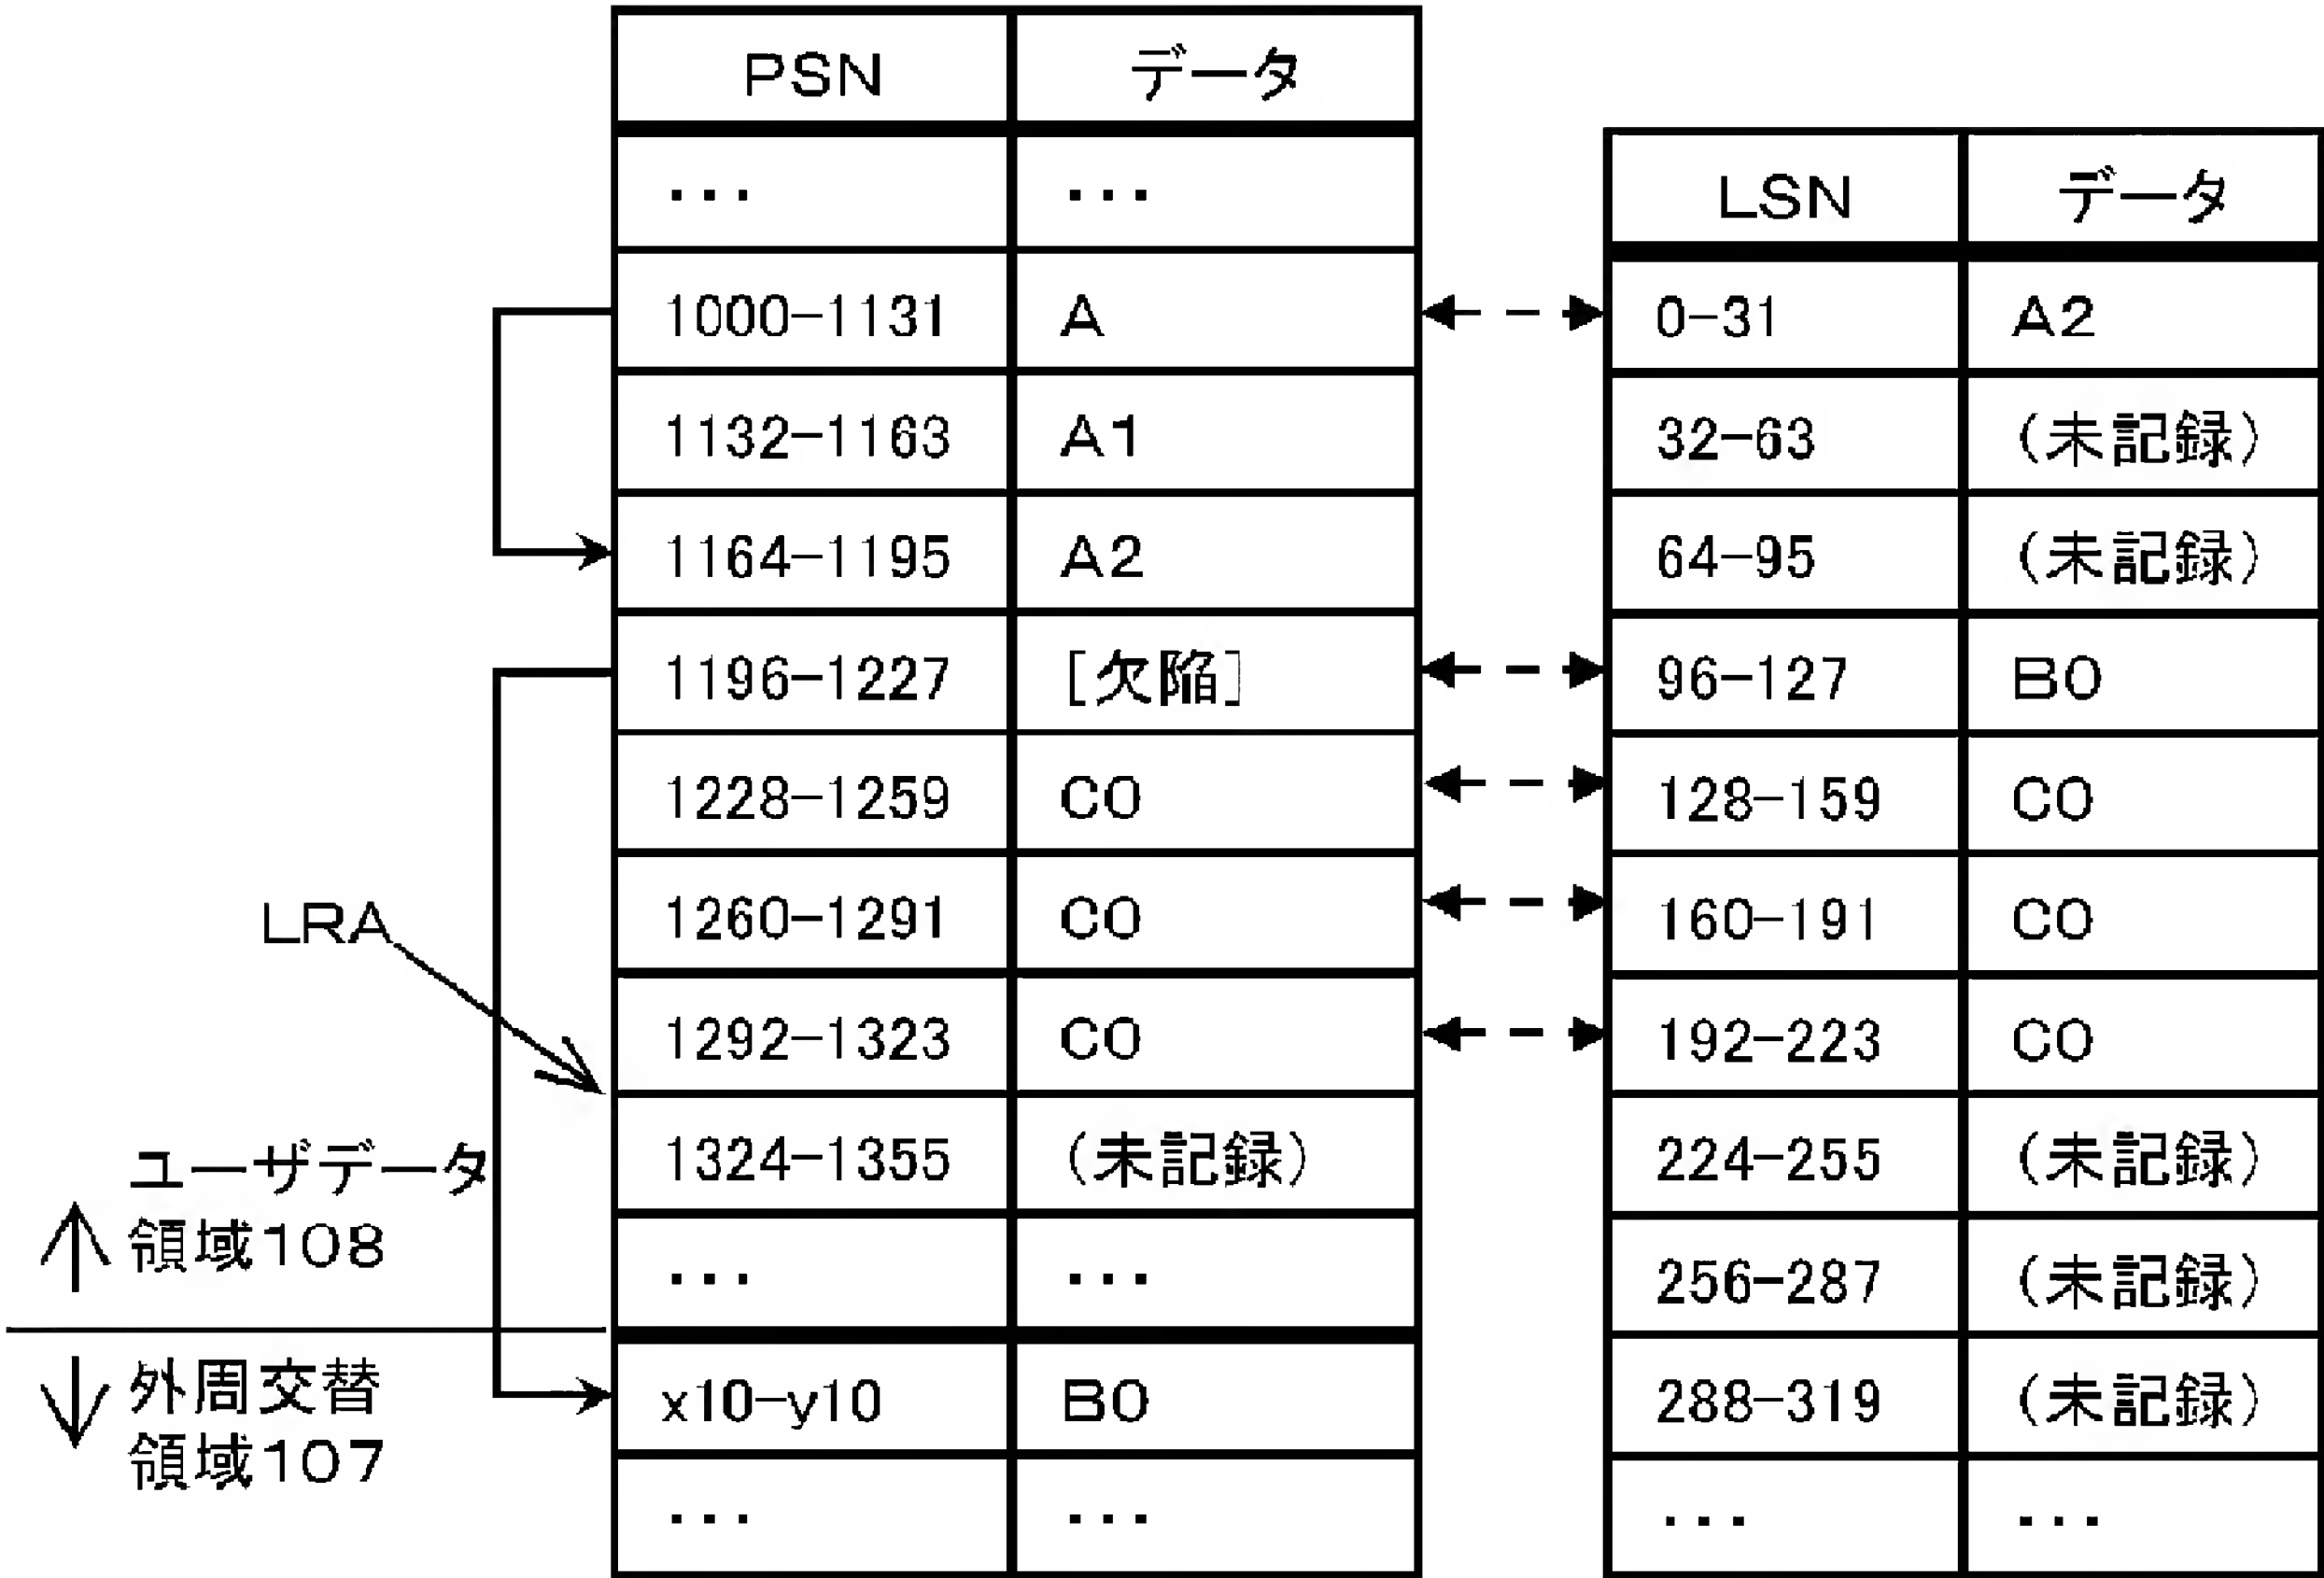 PSN データ
... ...
1000-1131 A
1132-1163 A1
1164-1195 A2
1196-1227 [欠陥]
1228-1259 C0
1260-1291 C0
1292-1323 C0
1324-1355 (未記録)
... ...
x10-y10 B0
... ...
LSN データ
0-31 A2
32-63 (未記録)
64-95 (未記録)
96-127 B0
128-159 C0
160-191 C0
192-223 C0
224-255 (未記録)
256-287 (未記録)
288-319 (未記録)
... ...
LRA
ユーザデータ
領域108
外周交替
領域107